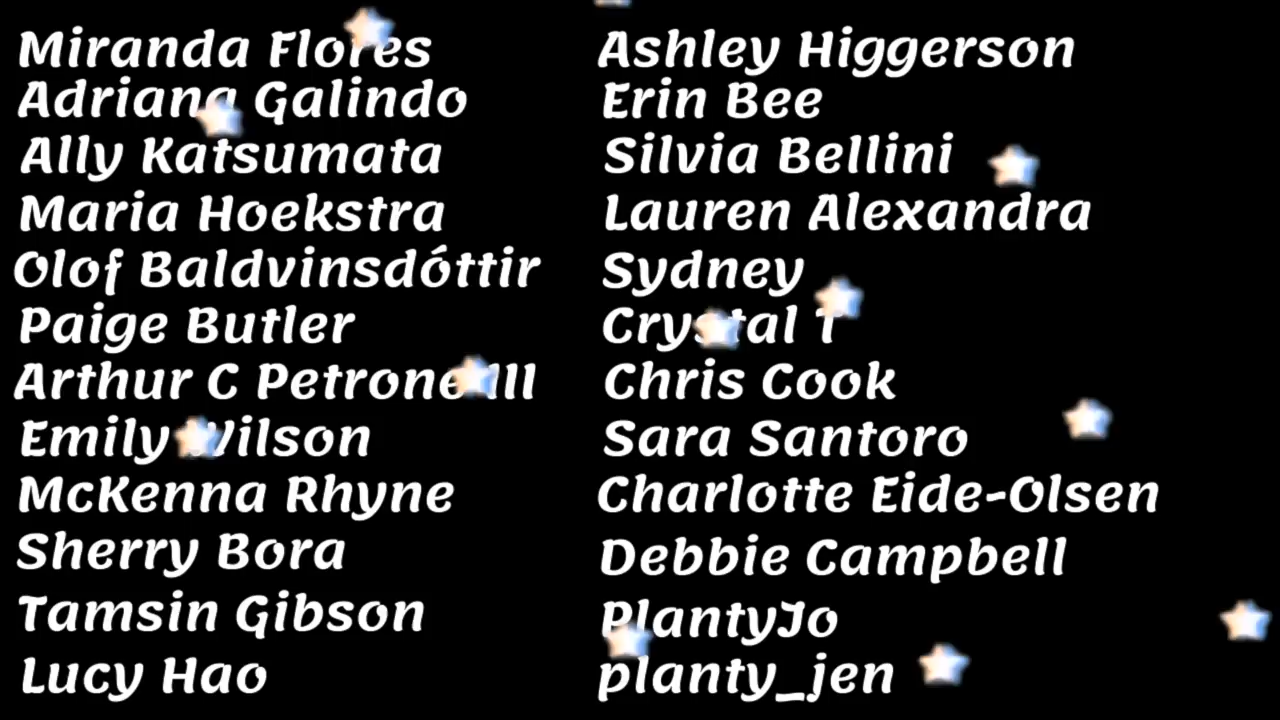 Miranda Flores
Adriana Galindo
Ally Katsumata
Maria Hoekstra
Olof Baldvinsdóttir
Paige Butler
Arthur C Petrone III
Emily Wilson
McKenna Rhyne
Sherry Bora
Tamsin Gibson
Lucy Hao
Ashley Higgerson
Erin Bee
Silvia Bellini
Lauren Alexandra
Sydney
Crystal T
Chris Cook
Sara Santoro
Charlotte Eide-Olsen
Debbie Campbell
PlantyJo
planty_jen